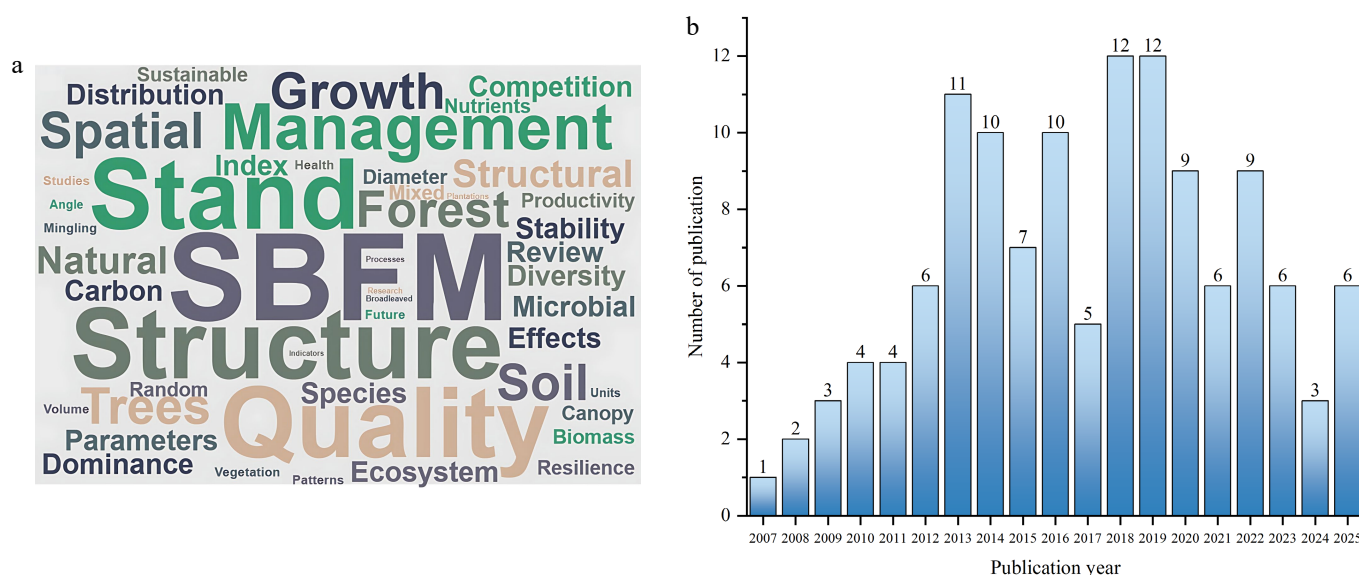 a
Sustainable
Distribution Growth Competition
Nutrients
Spatial Management
Index Health
Studies Stand Diameter Structural
Mixed Plantations
Angle Forest Productivity
Mingling Stability
Natural SBFM Processes Review
Diversity
Carbon Research
Broadleaved Microbial
Future
Structure Indicators Effects
Random Species Soil Units
Volume Trees Quality Canopy
Parameters Biomass
Dominance Vegetation Ecosystem Resilience
Patterns
b
Number of publication
12
10
8
6
4
2
0
1 2 3 4 4 6 11 10 7 10 5 12 12 9 6 9 6 3 6
2007 2008 2009 2010 2011 2012 2013 2014 2015 2016 2017 2018 2019 2020 2021 2022 2023 2024 2025
Publication year